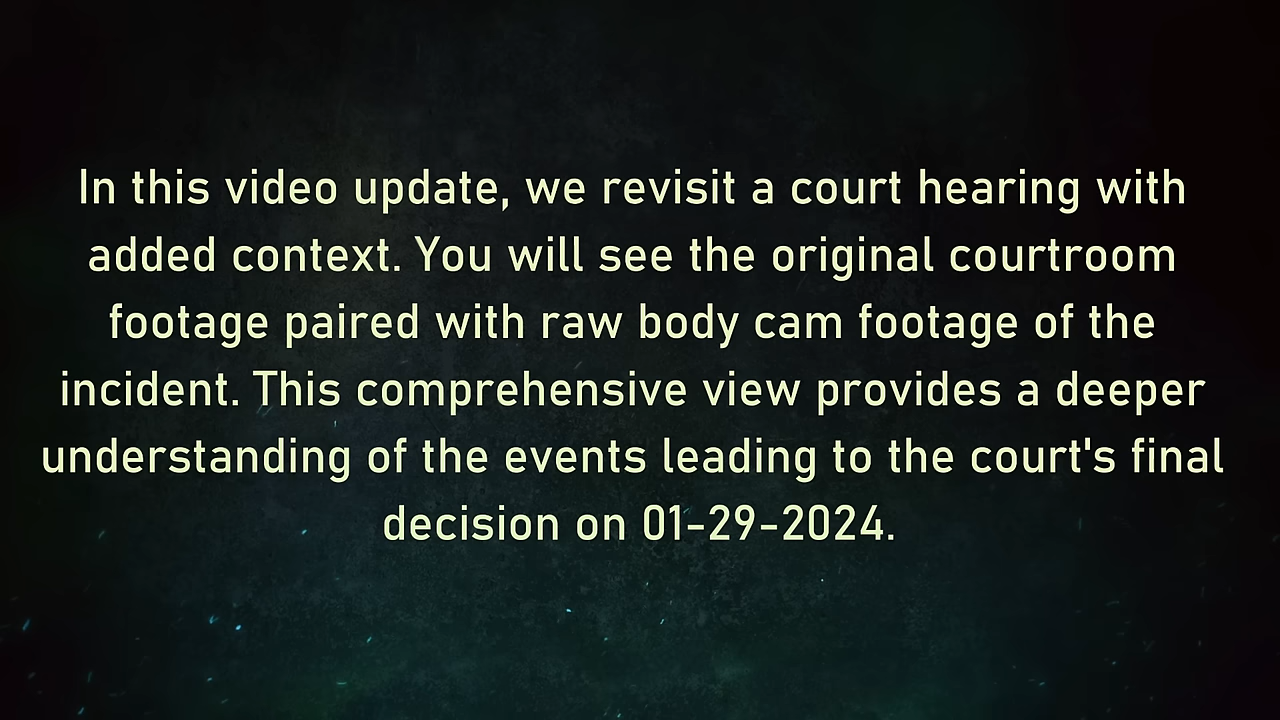 In this video update, we revisit a court hearing with
added context. You will see the original courtroom
footage paired with raw body cam footage of the
incident. This comprehensive view provides a deeper
understanding of the events leading to the court's final
decision on 01-29-2024.